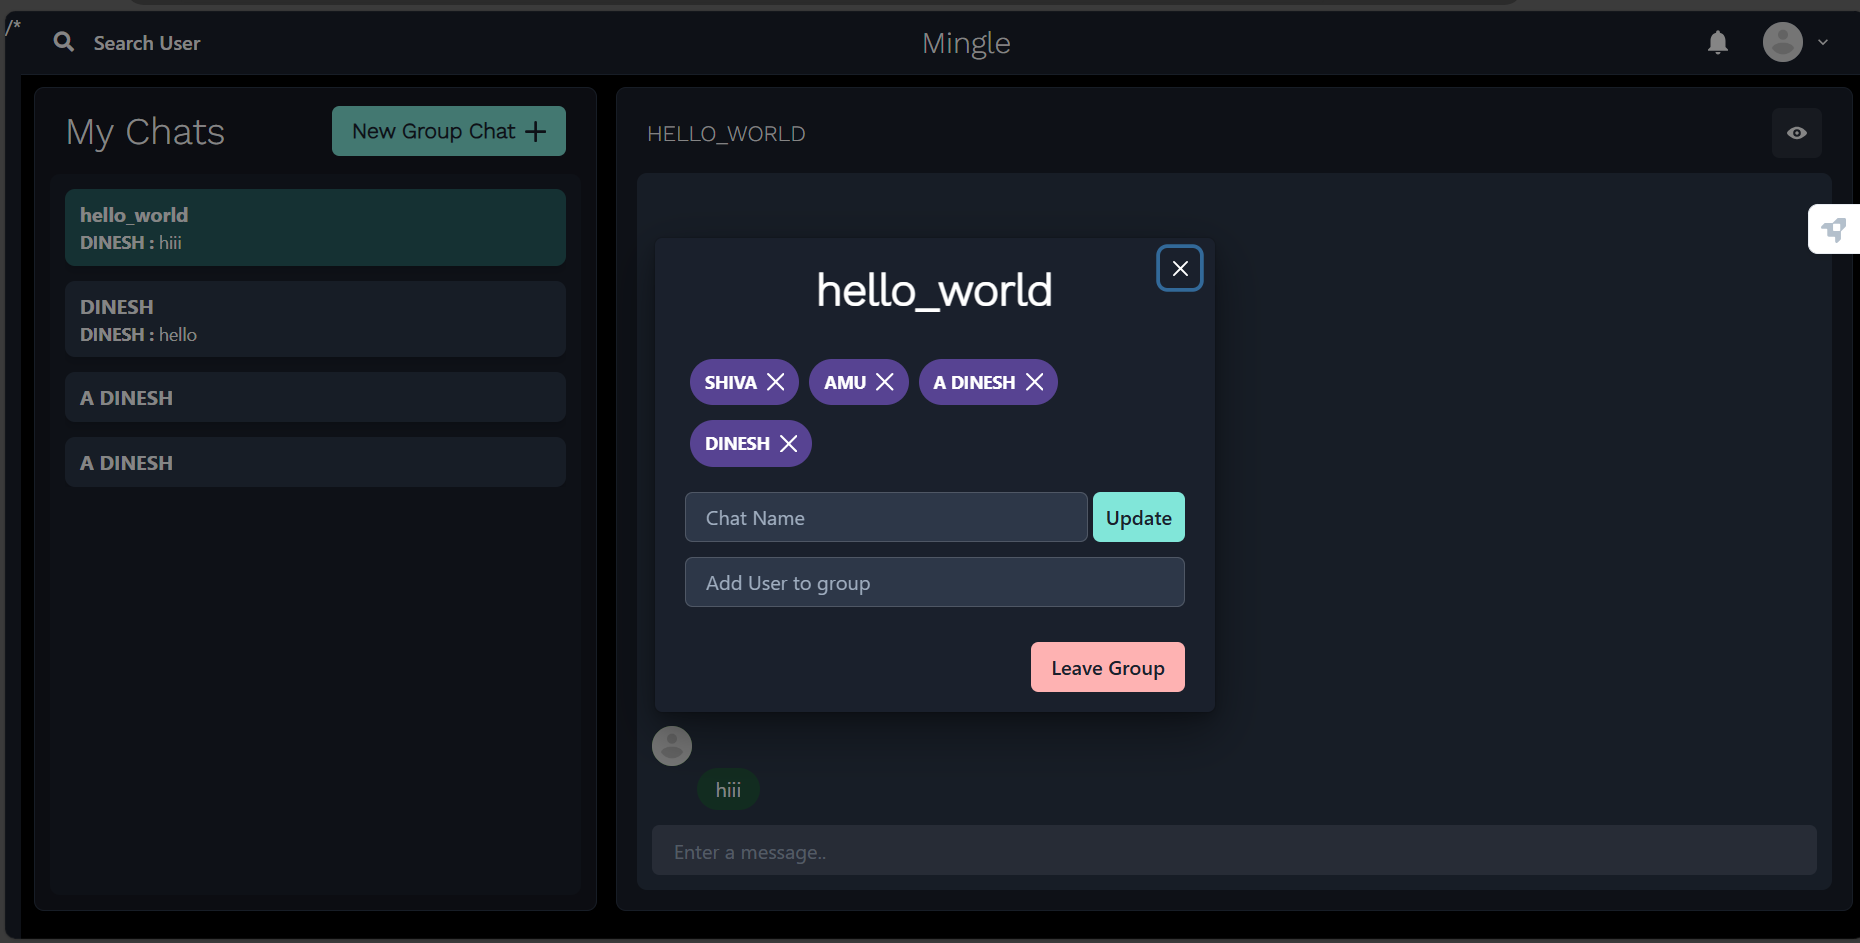 /*
Search User
Mingle
My Chats
New Group Chat
hello_world
DINESH : hiii
DINESH
DINESH : hello
A DINESH
A DINESH
HELLO_WORLD
hello_world
SHIVA AMU A DINESH
DINESH
Chat Name
Update
Add User to group
Leave Group
hiii
Enter a message..